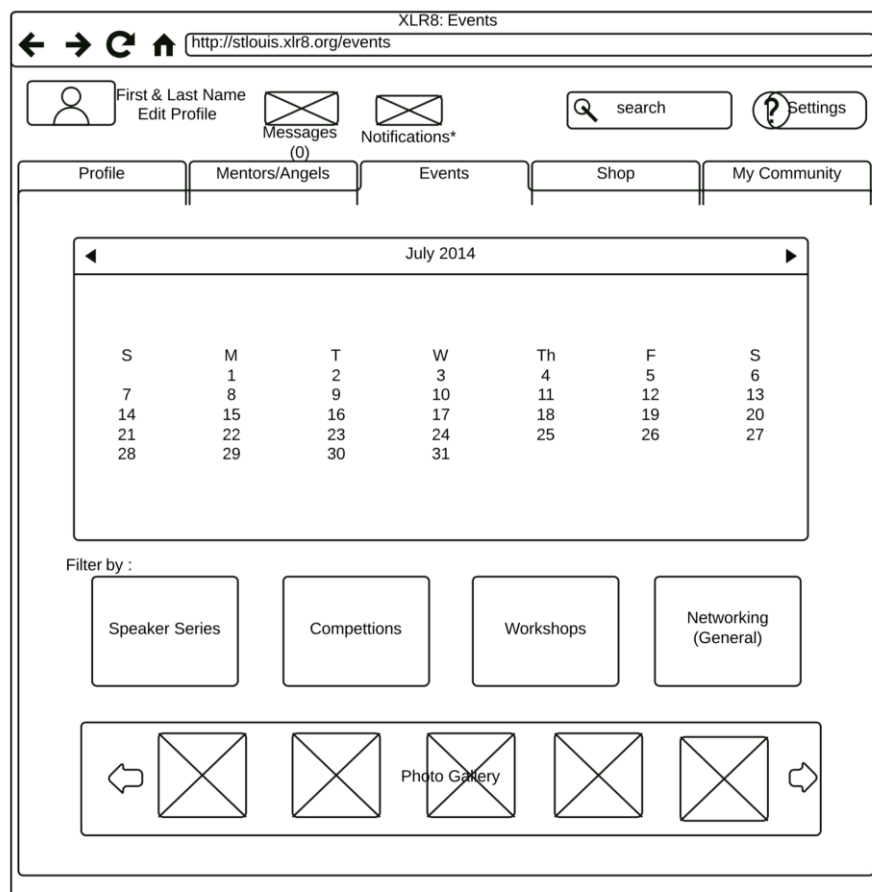 XLR8: Events
http://stlouis.xlr8.org/events
First & Last Name
Edit Profile
Messages
(0)
Notifications*
search
? Settings
Profile Mentors/Angels Events Shop My Community
July 2014
S M T W Th F S
1 2 3 4 5 6
7 8 9 10 11 12 13
14 15 16 17 18 19 20
21 22 23 24 25 26 27
28 29 30 31
Filter by :
Speaker Series
Compettions
Workshops
Networking
(General)
Photo Gallery